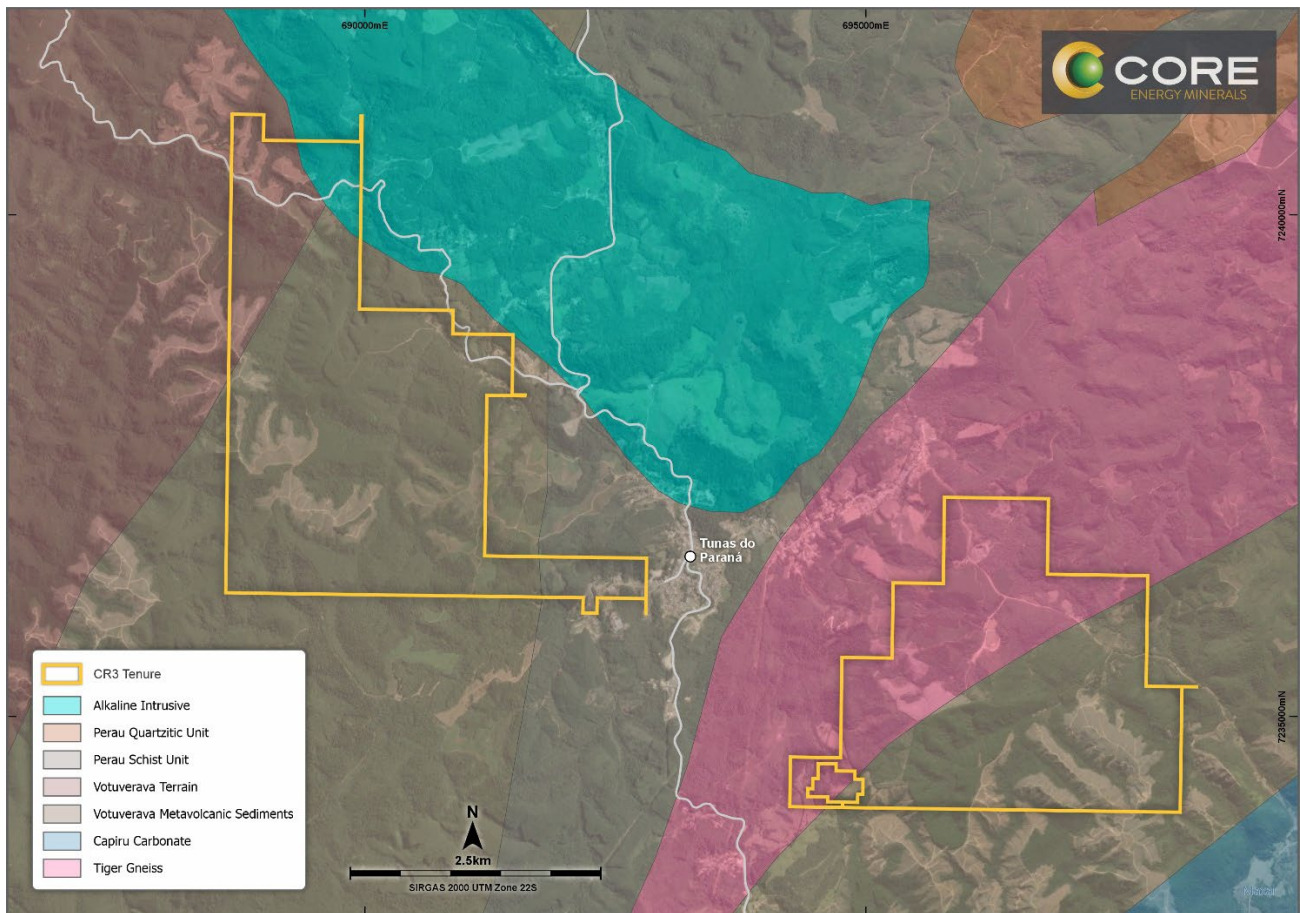 690000mE
695000mE
CORE
ENERGY MINERALS
7240000mN
Tunas do
Paraná
7235000mN
CR3 Tenure
Alkaline Intrusive
Perau Quartzitic Unit
Perau Schist Unit
Votuverava Terrain
Votuverava Metavolcanic Sediments
Capiru Carbonate
Tiger Gneiss
N
2.5km
SIRGAS 2000 UTM Zone 22S